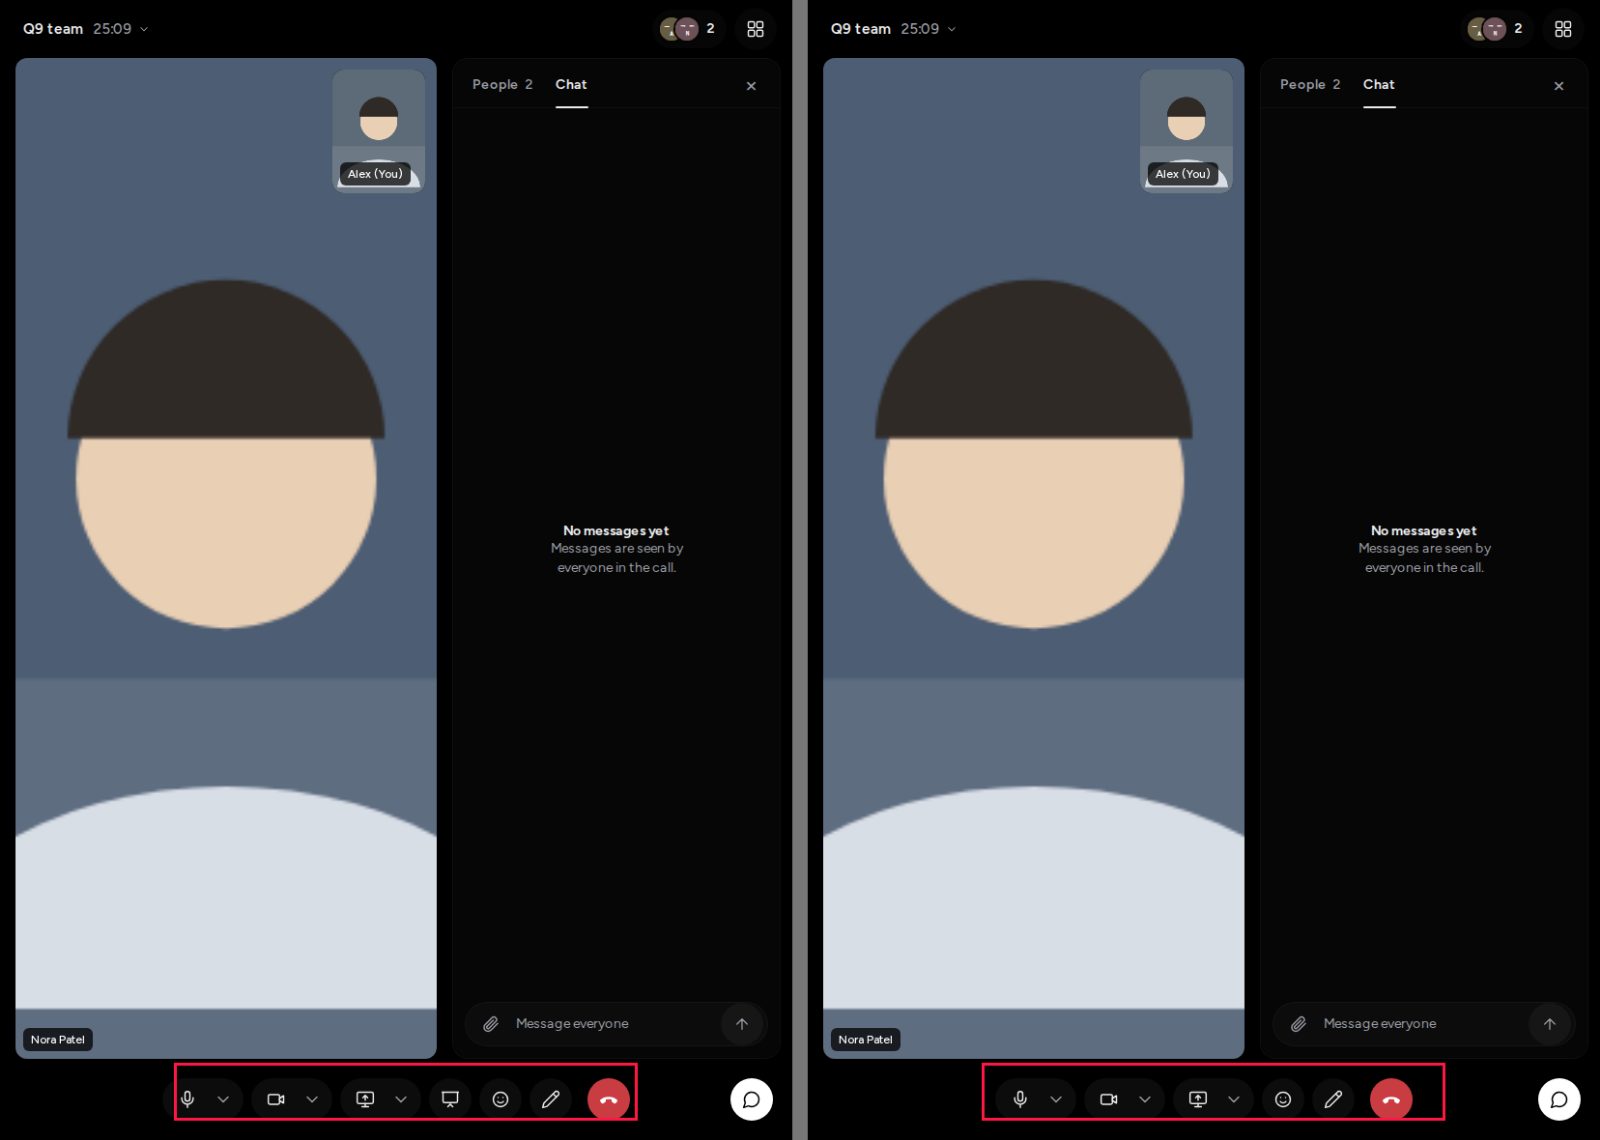 Q9 team 25:09
2
People 2 Chat
Alex (You)
No messages yet
Messages are seen by
everyone in the call.
Message everyone
Nora Patel
Q9 team 25:09
2
People 2 Chat
Alex (You)
No messages yet
Messages are seen by
everyone in the call.
Message everyone
Nora Patel